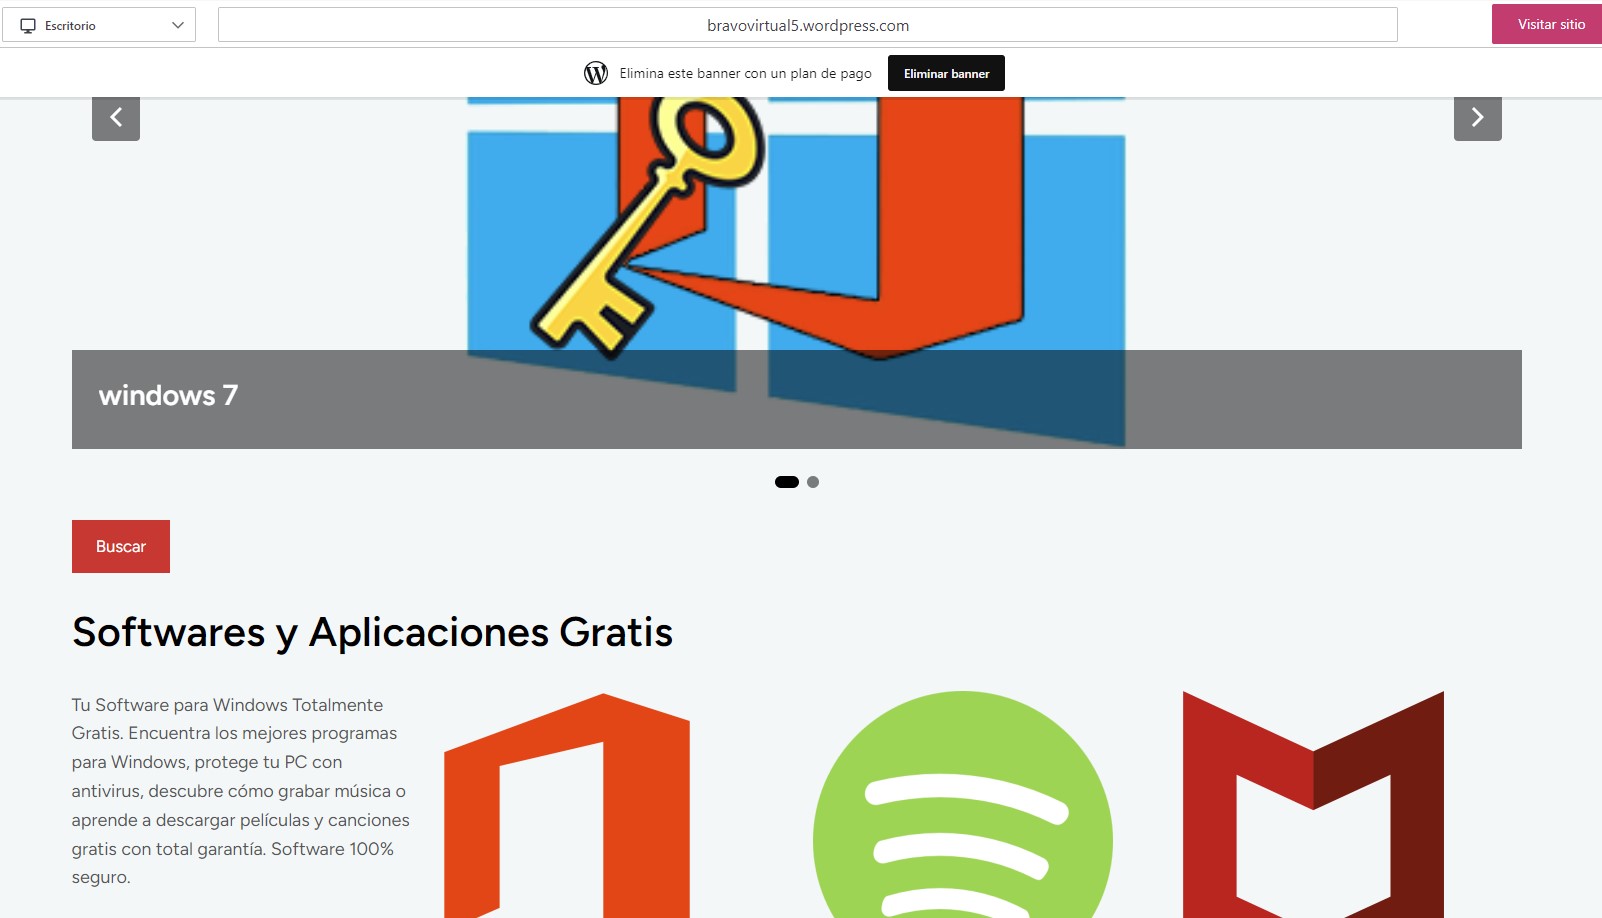 Escritorio
bravovirtual5.wordpress.com
Visitar sitio
Elimina este banner con un plan de pago
Eliminar banner
windows 7
Buscar
Softwares y Aplicaciones Gratis
Tu Software para Windows Totalmente
Gratis. Encuentra los mejores programas
para Windows, protege tu PC con
antivirus, descubre cómo grabar música o
aprende a descargar películas y canciones
gratis con total garantía. Software 100%
seguro.